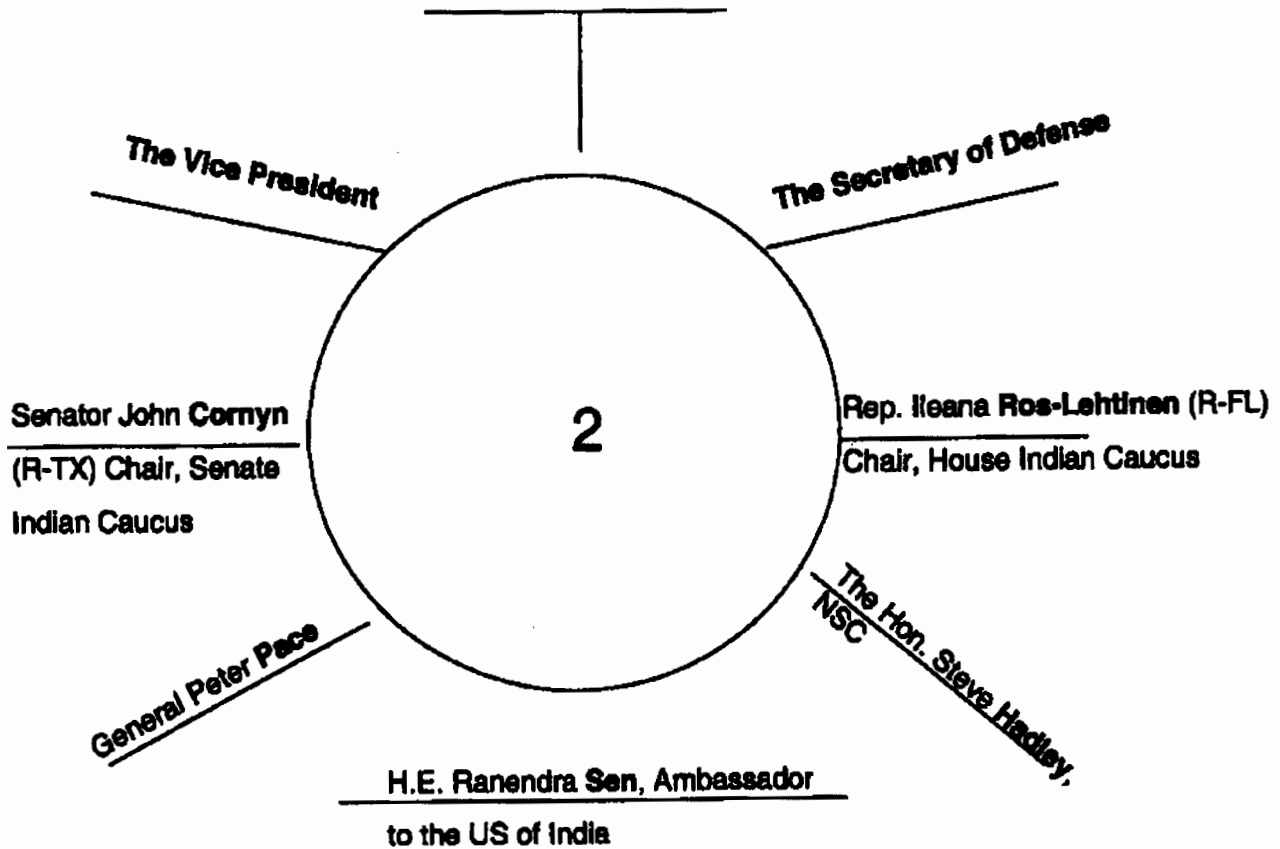 The Vice President
The Secretary of Defense
Senator John Cornyn
(R-TX) Chair, Senate
Indian Caucus
2
Rep. Ileana Ros-Lehtinen (R-FL)
Chair, House Indian Caucus
General Peter Pace
The Hon. Steve Hadley,
NSC
H.E. Ranendra Sen, Ambassador
to the US of India